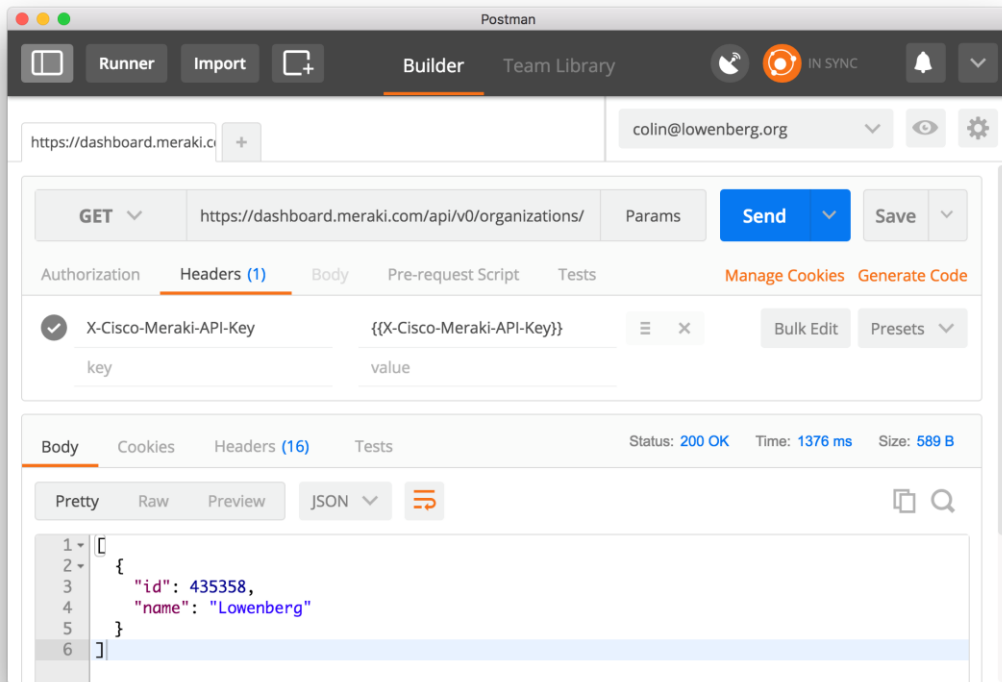 Postman
Runner Import Builder Team Library IN SYNC
https://dashboard.meraki.c + colin@lowenberg.org
GET https://dashboard.meraki.com/api/v0/organizations/ Params Send Save
Authorization Headers (1) Body Pre-request Script Tests Manage Cookies Generate Code
X-Cisco-Meraki-API-Key {{X-Cisco-Meraki-API-Key}} Bulk Edit Presets
key value
Body Cookies Headers (16) Tests Status: 200 OK Time: 1376 ms Size: 589 B
Pretty Raw Preview JSON
1 [
2 {
3 "id": 435358,
4 "name": "Lowenberg"
5 }
6 ]